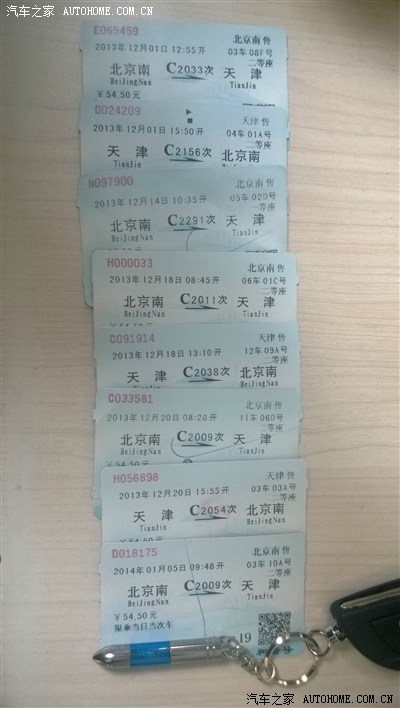 汽车之家 AUTOHOME.COM.CN
E065459
北京南 售
2013年 12月01日 12:55开
03车 08F号
二等座
北京南 C2033次 天津
BeiJingNan TianJin
￥54.50元
D024209
天津 售
2013年 12月01日 15:50开
04车 01A号
二等座
天津 C2156次 北京南
TianJin
N097900
北京南 售
2013年 12月14日 10:35开
05车 02D号
一等座
北京南 C2291次 天津
BeiJingNan TianJin
H000033
北京南 售
2013年 12月18日 08:45开
06车 01C号
二等座
北京南 C2011次 天津
BeiJingNan TianJin
C091914
天津 售
2013年 12月18日 13:10开
12车 09A号
二等座
天津 C2038次 北京南
TianJin BeiJingNan
C033581
北京南 售
2013年 12月20日 08:20开
11车 06D号
二等座
北京南 C2009次 天津
BeiJingNan TianJin
￥54.50元
H056898
天津 售
2013年 12月20日 15:55开
03车 03A号
二等座
天津 C2054次 北京南
TianJin BeiJingNan
￥54.50元
D018175
北京南 售
2014年 01月05日 09:48开
03车 10A号
二等座
北京南 C2009次 天津
BeiJingNan TianJin
￥54.50元
限乘当日当次车
19
汽车之家 AUTOHOME.COM.CN